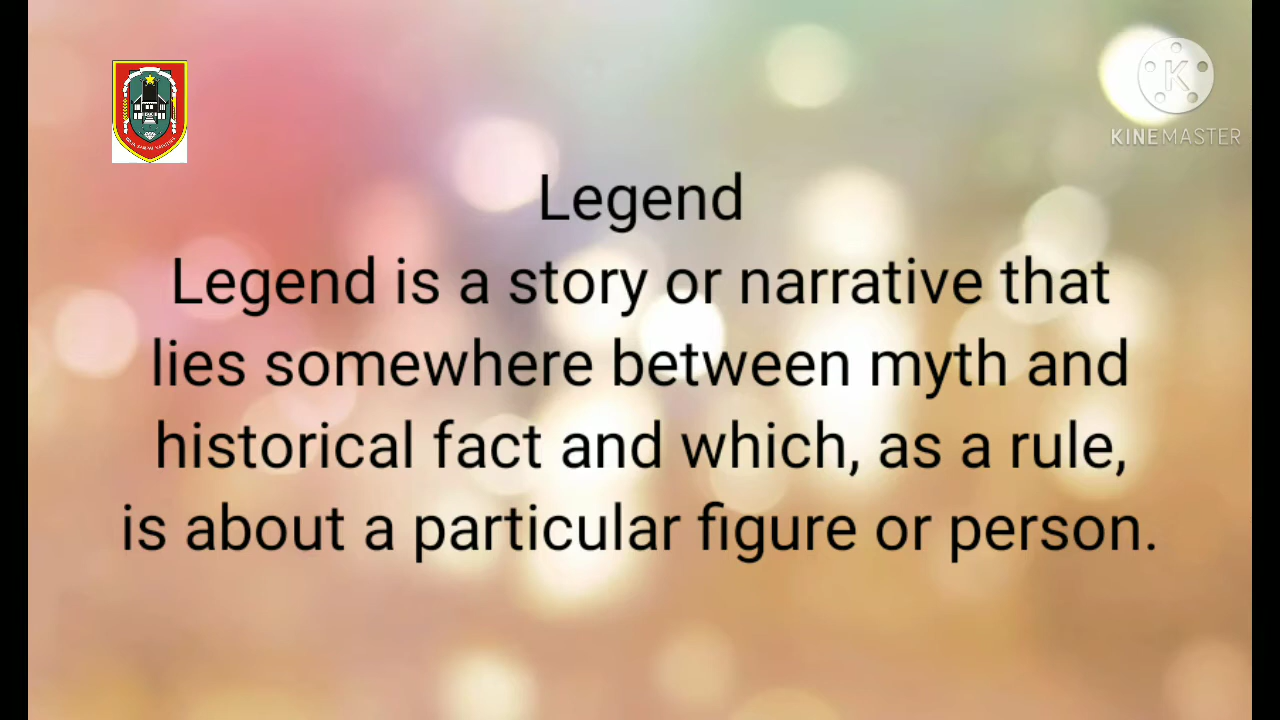 KINEMASTER
Legend
Legend is a story or narrative that
lies somewhere between myth and
historical fact and which, as a rule,
is about a particular figure or person.